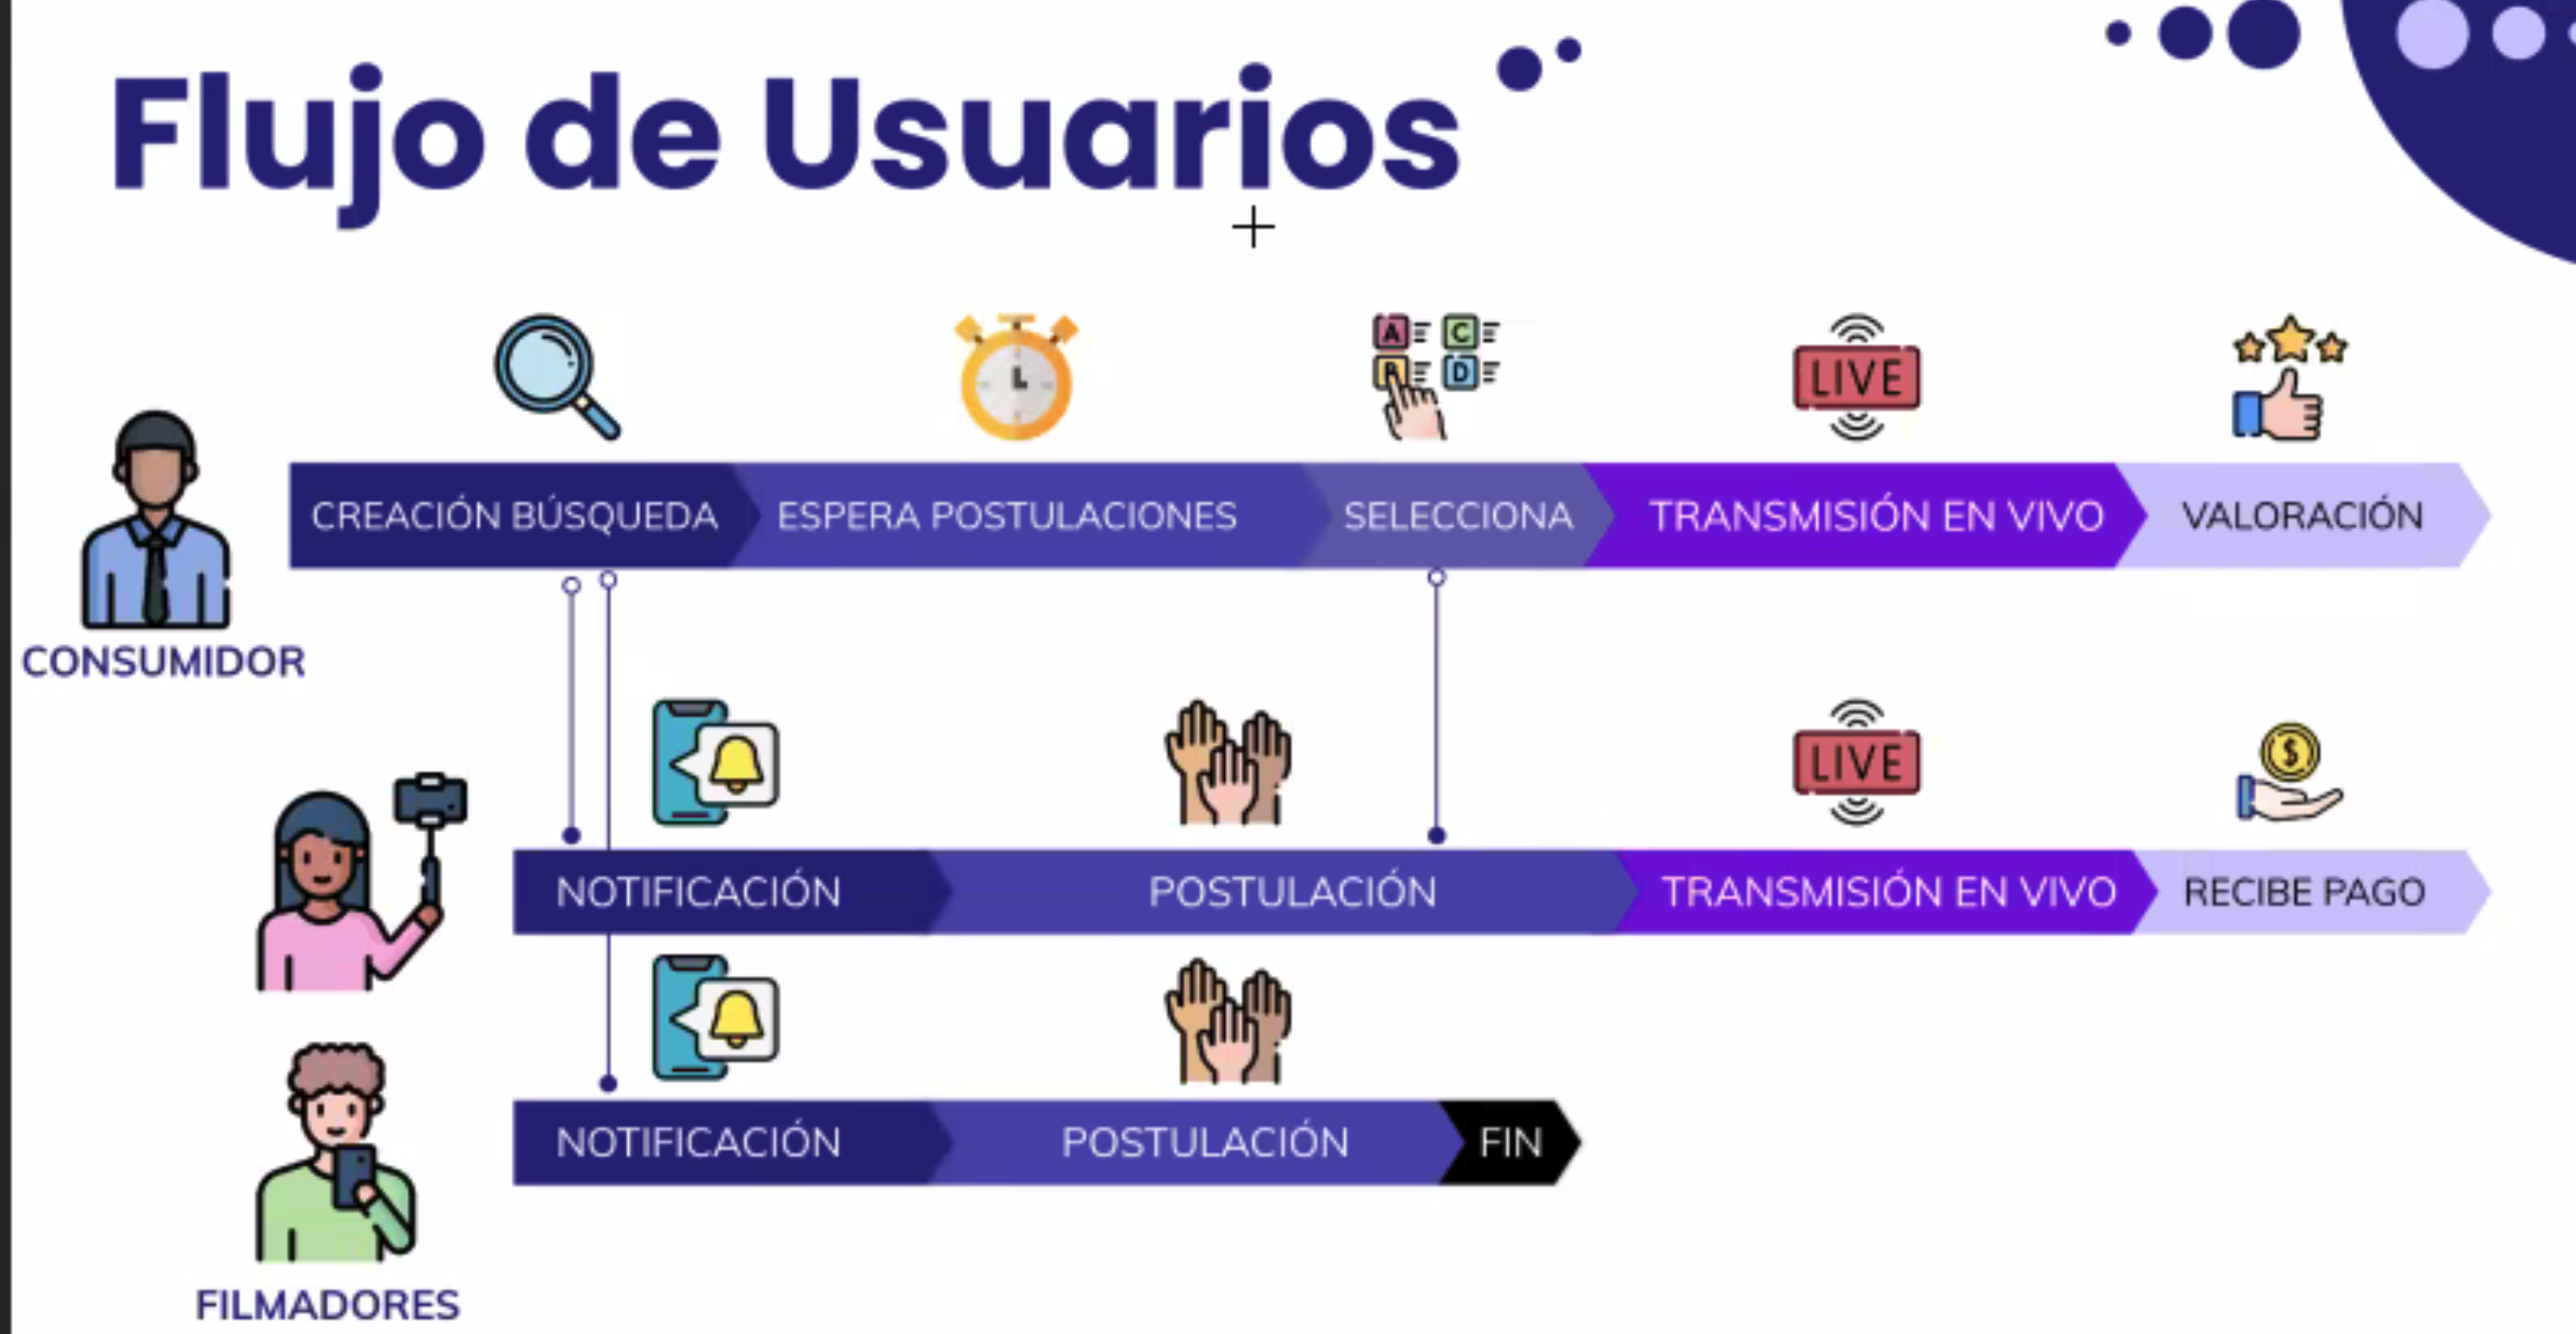 Flujo de Usuarios
A C
B D
LIVE
CREACIÓN BÚSQUEDA ESPERA POSTULACIONES SELECCIONA TRANSMISIÓN EN VIVO VALORACIÓN
CONSUMIDOR
LIVE
$
NOTIFICACIÓN POSTULACIÓN TRANSMISIÓN EN VIVO RECIBE PAGO
NOTIFICACIÓN POSTULACIÓN FIN
FILMADORES